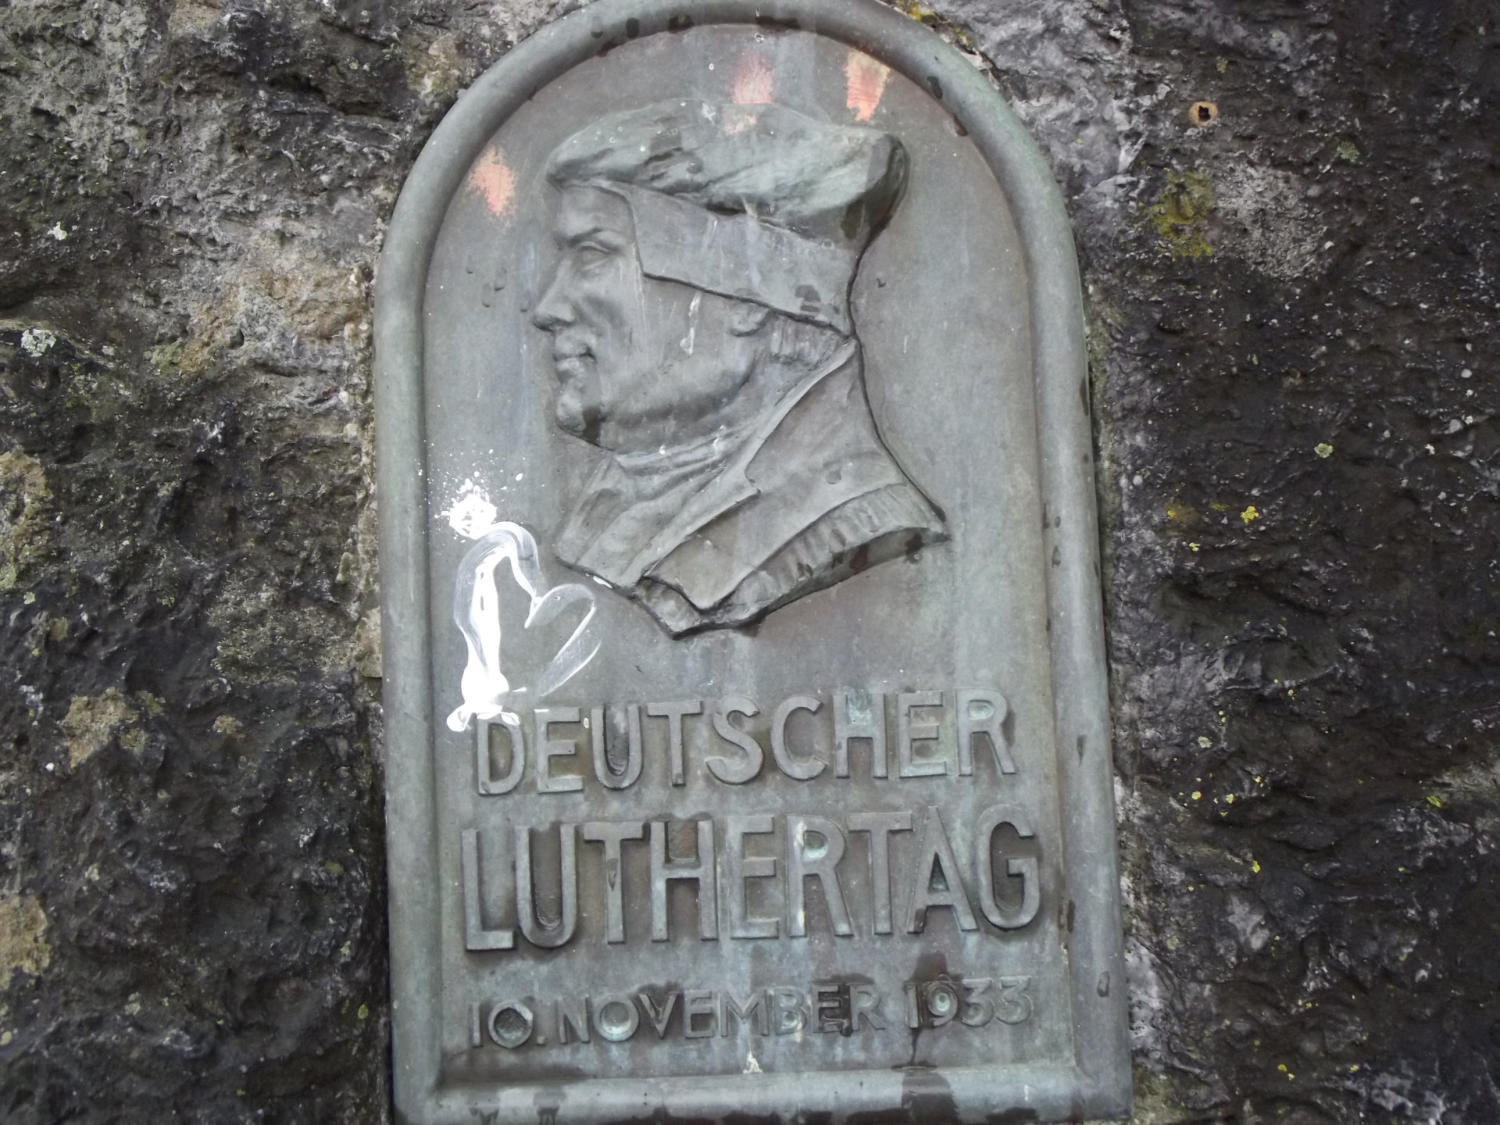 DEUTSCHER
LUTHERTAG
10. NOVEMBER 1933